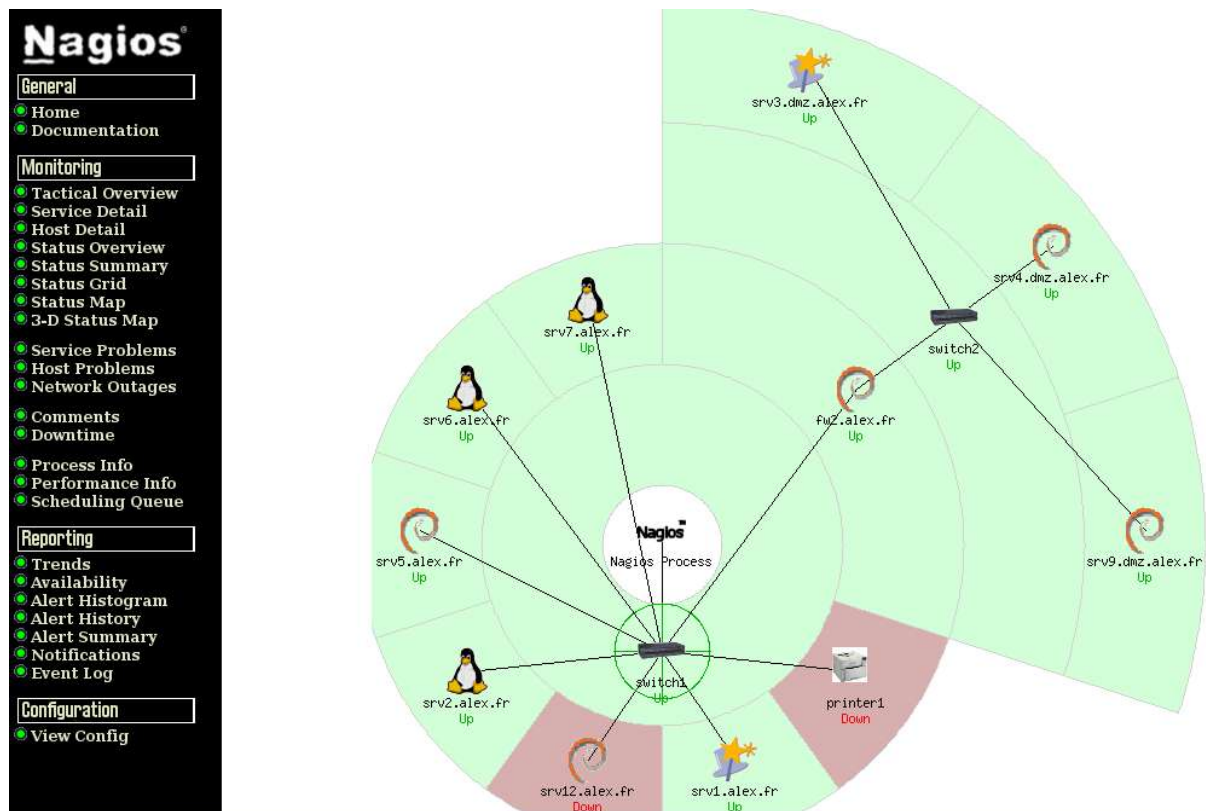 Nagios®
General
Home
Documentation
Monitoring
Tactical Overview
Service Detail
Host Detail
Status Overview
Status Summary
Status Grid
Status Map
3-D Status Map
Service Problems
Host Problems
Network Outages
Comments
Downtime
Process Info
Performance Info
Scheduling Queue
Reporting
Trends
Availability
Alert Histogram
Alert History
Alert Summary
Notifications
Event Log
Configuration
View Config
srv3.dmz.alex.fr
Up
srv4.dmz.alex.fr
Up
srv7.alex.fr
Up
switch2
Up
srv6.alex.fr
Up
fw2.alex.fr
Up
Nagios™
Nagios Process
srv5.alex.fr
Up
srv9.dmz.alex.fr
Up
switch1
Up
srv2.alex.fr
Up
printer1
Down
srv12.alex.fr
Down
srv1.alex.fr
Up